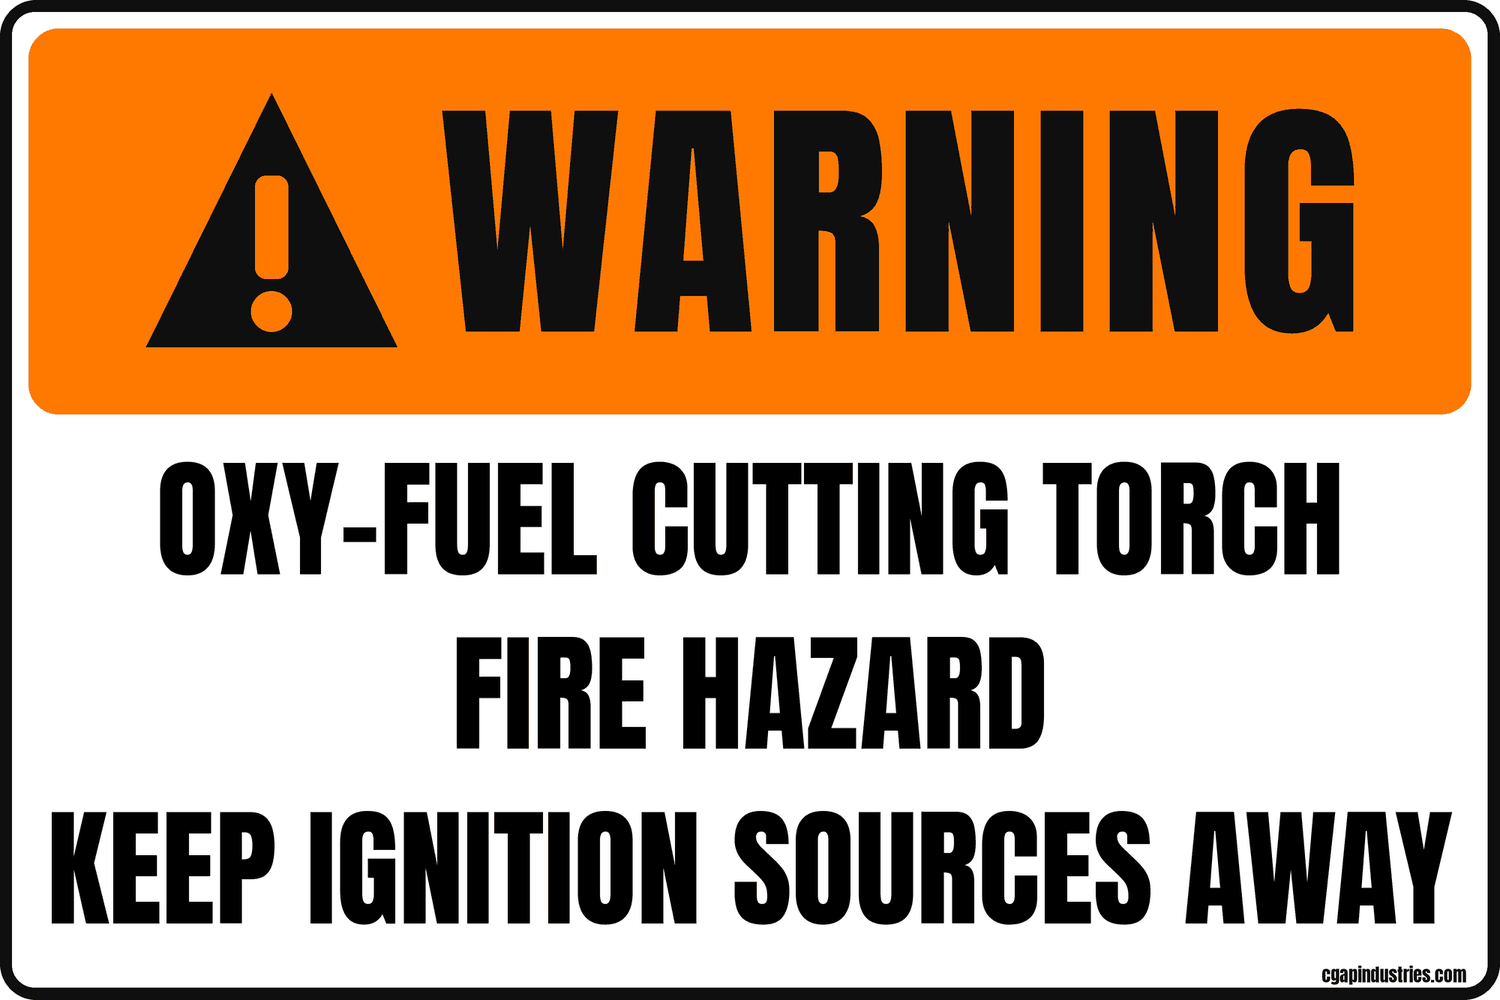 WARNING
OXY-FUEL CUTTING TORCH
FIRE HAZARD
KEEP IGNITION SOURCES AWAY
cgapindustries.com